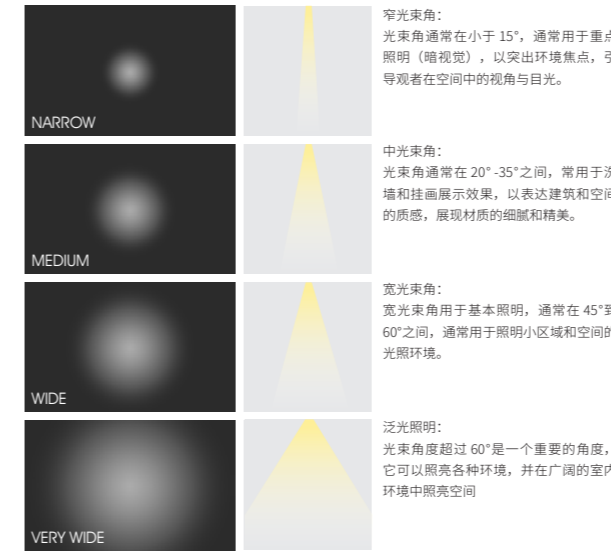 窄光束角:
光束角通常在小于 15°，通常用于重点
照明（暗视觉），以突出环境焦点，引
导观者在空间中的视角与目光。
NARROW
中光束角:
光束角通常在 20° -35°之间，常用于洗
墙和挂画展示效果，以表达建筑和空间
的质感，展现材质的细腻和精美。
MEDIUM
宽光束角:
宽光束角用于基本照明，通常在 45°到
60°之间，通常用于照明小区域和空间的
光照环境。
WIDE
泛光照明:
光束角度超过 60°是一个重要的角度，
它可以照亮各种环境，并在广阔的室内
环境中照亮空间
VERY WIDE